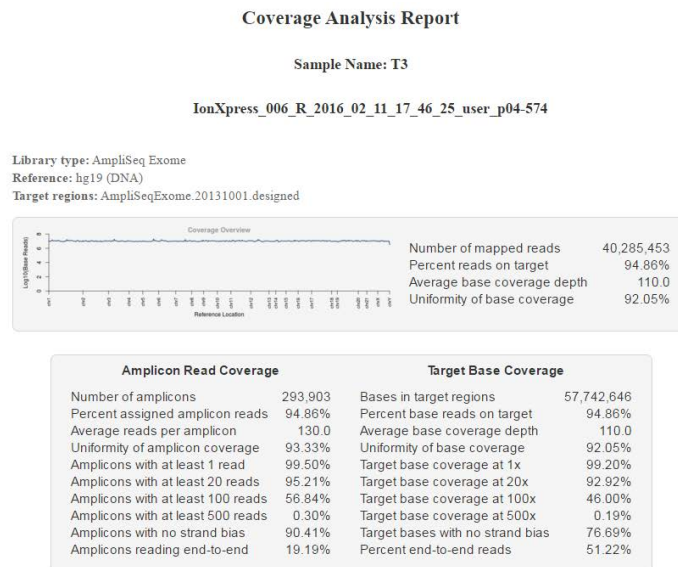 Coverage Analysis Report
Sample Name: T3
IonXpress_006_R_2016_02_11_17_46_25_user_p04-574
Library type: AmpliSeq Exome
Reference: hg19 (DNA)
Target regions: AmpliSeqExome.20131001.designed
Coverage Overview
Log10(Base Reads)
0 2 4 6 8
Reference Location
Number of mapped reads 40,285,453
Percent reads on target 94.86%
Average base coverage depth 110.0
Uniformity of base coverage 92.05%
Amplicon Read Coverage
Number of amplicons 293,903
Percent assigned amplicon reads 94.86%
Average reads per amplicon 130.0
Uniformity of amplicon coverage 93.33%
Amplicons with at least 1 read 99.50%
Amplicons with at least 20 reads 95.21%
Amplicons with at least 100 reads 56.84%
Amplicons with at least 500 reads 0.30%
Amplicons with no strand bias 90.41%
Amplicons reading end-to-end 19.19%
Target Base Coverage
Bases in target regions 57,742,646
Percent base reads on target 94.86%
Average base coverage depth 110.0
Uniformity of base coverage 92.05%
Target base coverage at 1x 99.20%
Target base coverage at 20x 92.92%
Target base coverage at 100x 46.00%
Target base coverage at 500x 0.19%
Target bases with no strand bias 76.69%
Percent end-to-end reads 51.22%